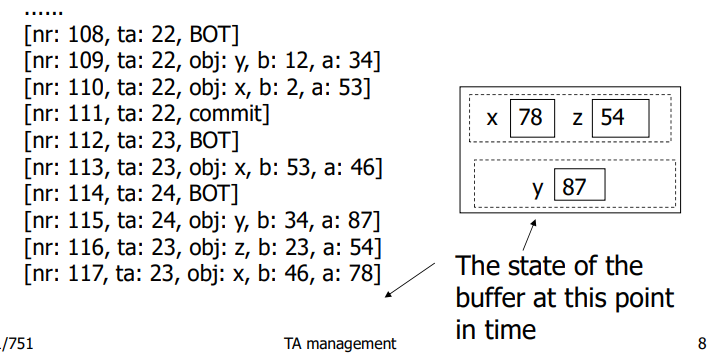 ......
[nr: 108, ta: 22, BOT]
[nr: 109, ta: 22, obj: y, b: 12, a: 34]
[nr: 110, ta: 22, obj: x, b: 2, a: 53]
[nr: 111, ta: 22, commit]
[nr: 112, ta: 23, BOT]
[nr: 113, ta: 23, obj: x, b: 53, a: 46]
[nr: 114, ta: 24, BOT]
[nr: 115, ta: 24, obj: y, b: 34, a: 87]
[nr: 116, ta: 23, obj: z, b: 23, a: 54]
[nr: 117, ta: 23, obj: x, b: 46, a: 78]
x 78 z 54
y 87
The state of the
buffer at this point
in time
/751
TA management
8